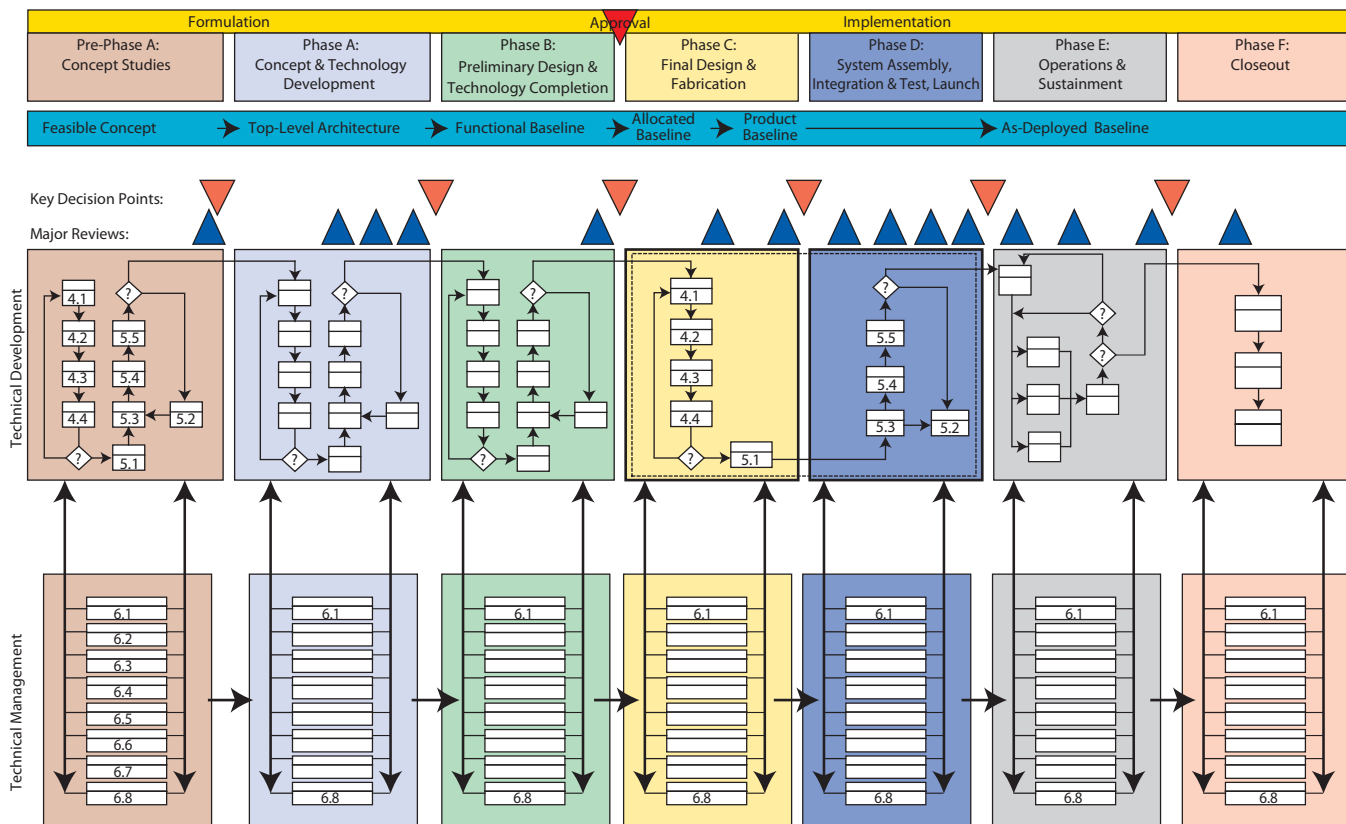 Formulation
Approval
Implementation
Pre-Phase A:
Concept Studies
Phase A:
Concept & Technology
Development
Phase B:
Preliminary Design &
Technology Completion
Phase C:
Final Design &
Fabrication
Phase D:
System Assembly,
Integration & Test, Launch
Phase E:
Operations &
Sustainment
Phase F:
Closeout
Feasible Concept
Top-Level Architecture
Functional Baseline
Allocated
Baseline
Product
Baseline
As-Deployed Baseline
Key Decision Points:
Major Reviews:
Technical Development
4.1
4.2
4.3
4.4
?
5.1
?
5.5
5.4
5.3
5.2
?
?
?
?
4.1
4.2
4.3
4.4
?
5.1
?
5.5
5.4
5.3
5.2
?
?
Technical Management
6.1
6.2
6.3
6.4
6.5
6.6
6.7
6.8
6.1
6.8
6.1
6.8
6.1
6.8
6.1
6.8
6.1
6.8
6.1
6.8